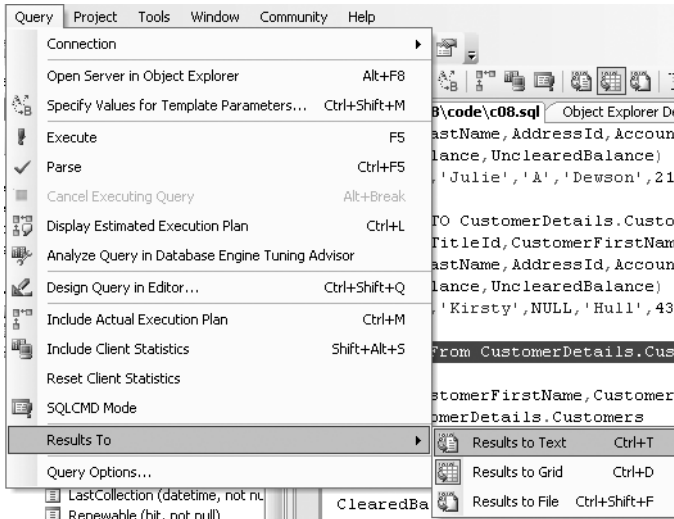 Query Project Tools Window Community Help
Connection
Open Server in Object Explorer Alt+F8
Specify Values for Template Parameters... Ctrl+Shift+M
Execute F5
Parse Ctrl+F5
Cancel Executing Query Alt+Break
Display Estimated Execution Plan Ctrl+L
Analyze Query in Database Engine Tuning Advisor
Design Query in Editor... Ctrl+Shift+Q
Include Actual Execution Plan Ctrl+M
Include Client Statistics Shift+Alt+S
Reset Client Statistics
SQLCMD Mode
Results To
Query Options...
Results to Text Ctrl+T
Results to Grid Ctrl+D
Results to File Ctrl+Shift+F
8\code\c08.sql Object Explorer De
astName,AddressId,Accoun
lance,UnclearedBalance)
,'Julie','A','Dewson',21
TO CustomerDetails.Custo
TitleId,CustomerFirstNam
astName,AddressId,Accoun
lance,UnclearedBalance)
,'Kirsty',NULL,'Hull',43
From CustomerDetails.Cus
stomerFirstName,Customer
omerDetails.Customers
LastCollection (datetime, not nu
Renewable (bit, not null)
ClearedBa